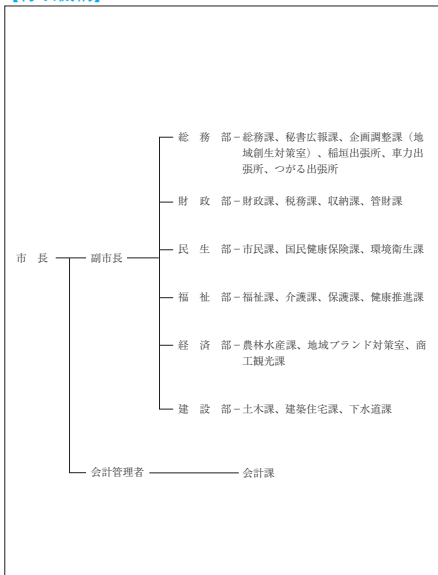 総務部－総務課、秘書広報課、企画調整課（地
域創生対策室）、稲垣出張所、車力出
張所、つがる出張所
財政部－財政課、税務課、収納課、管財課
民生部－市民課、国民健康保険課、環境衛生課
市長
副市長
福祉部－福祉課、介護課、保護課、健康推進課
経済部－農林水産課、地域ブランド対策室、商
工観光課
建設部－土木課、建築住宅課、下水道課
会計管理者
会計課